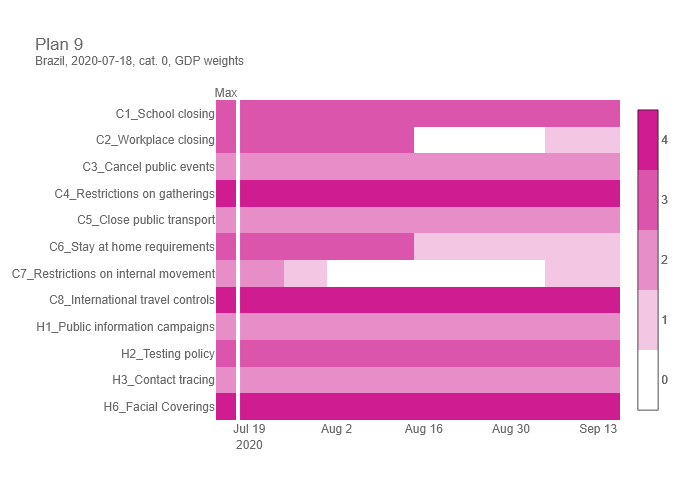 Plan 9
Brazil, 2020-07-18, cat. 0, GDP weights
Max
C1_School closing
C2_Workplace closing
C3_Cancel public events
C4_Restrictions on gatherings
C5_Close public transport
C6_Stay at home requirements
C7_Restrictions on internal movement
C8_International travel controls
H1_Public information campaigns
H2_Testing policy
H3_Contact tracing
H6_Facial Coverings
Jul 19 Aug 2 Aug 16 Aug 30 Sep 13
2020
4
3
2
1
0